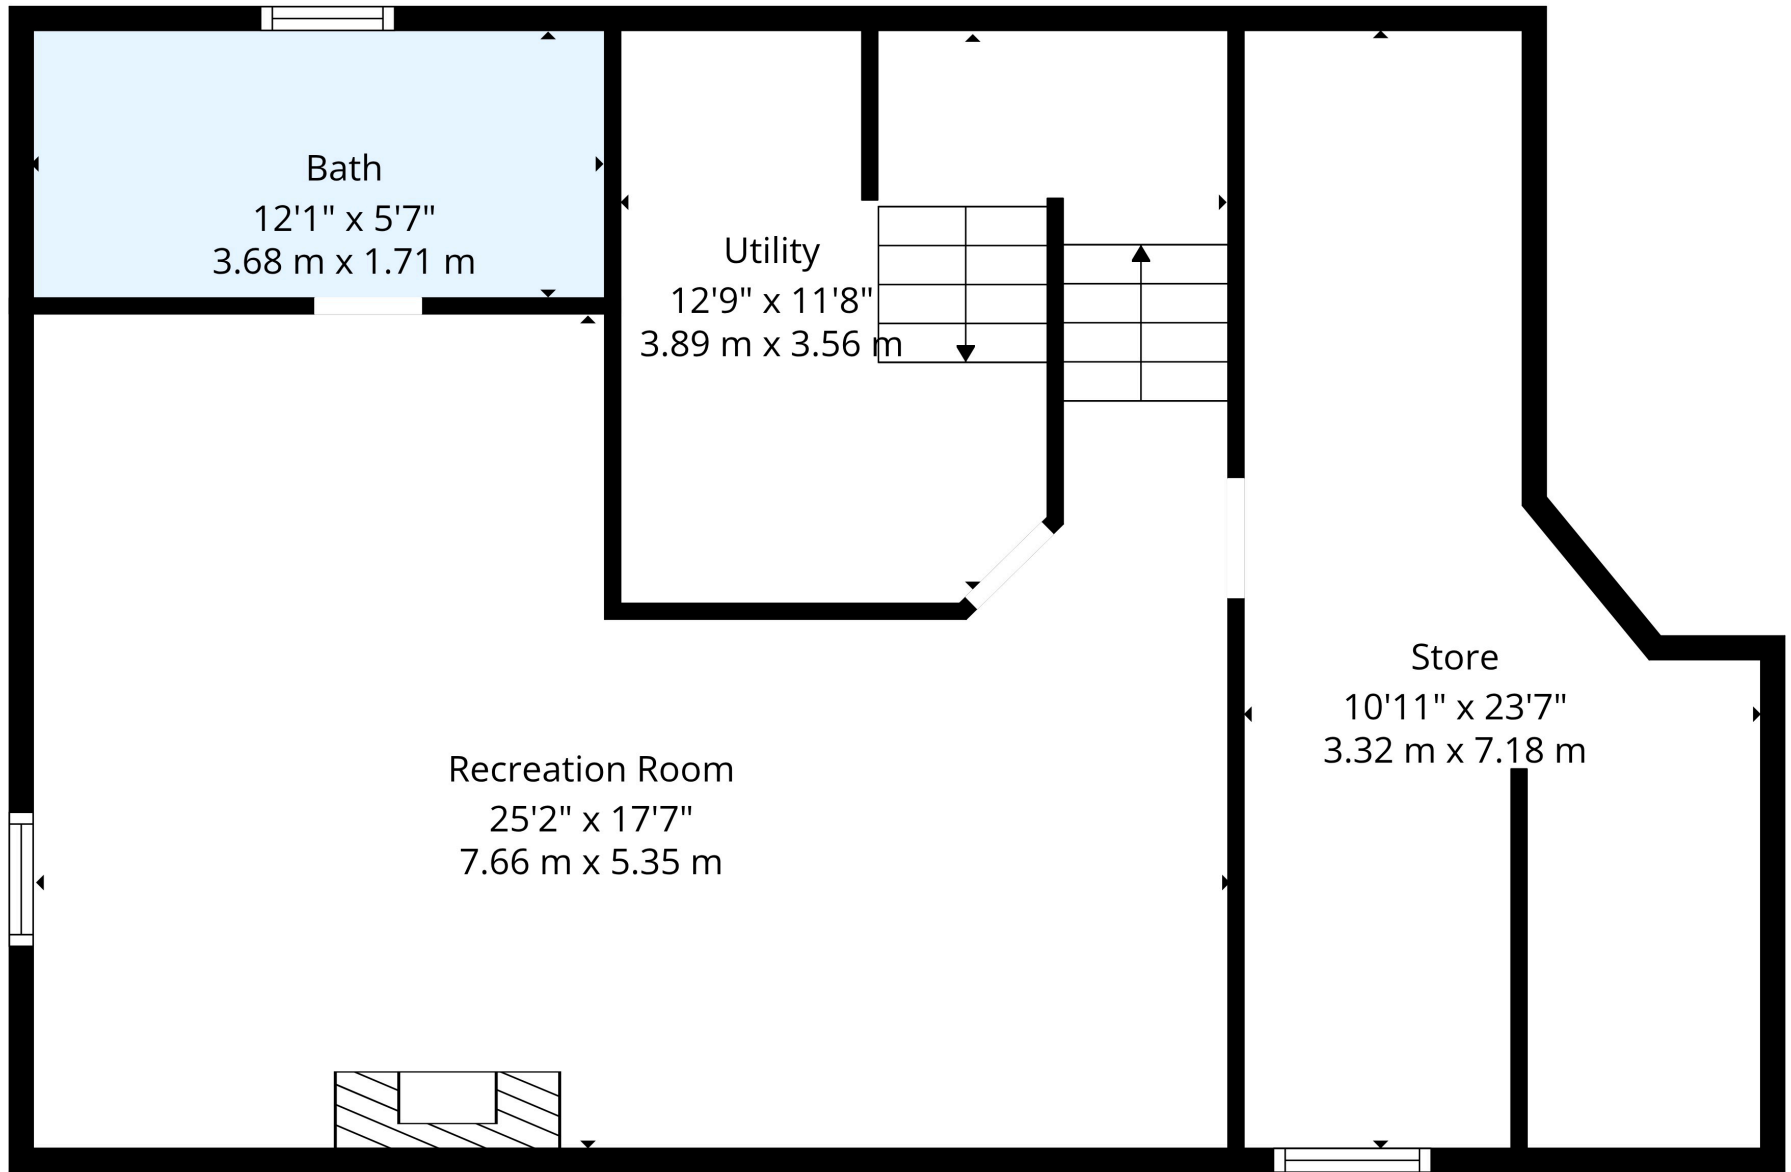 Bath
12'1" x 5'7"
3.68 m x 1.71 m
Utility
12'9" x 11'8"
3.89 m x 3.56 m
Store
10'11" x 23'7"
3.32 m x 7.18 m
Recreation Room
25'2" x 17'7"
7.66 m x 5.35 m